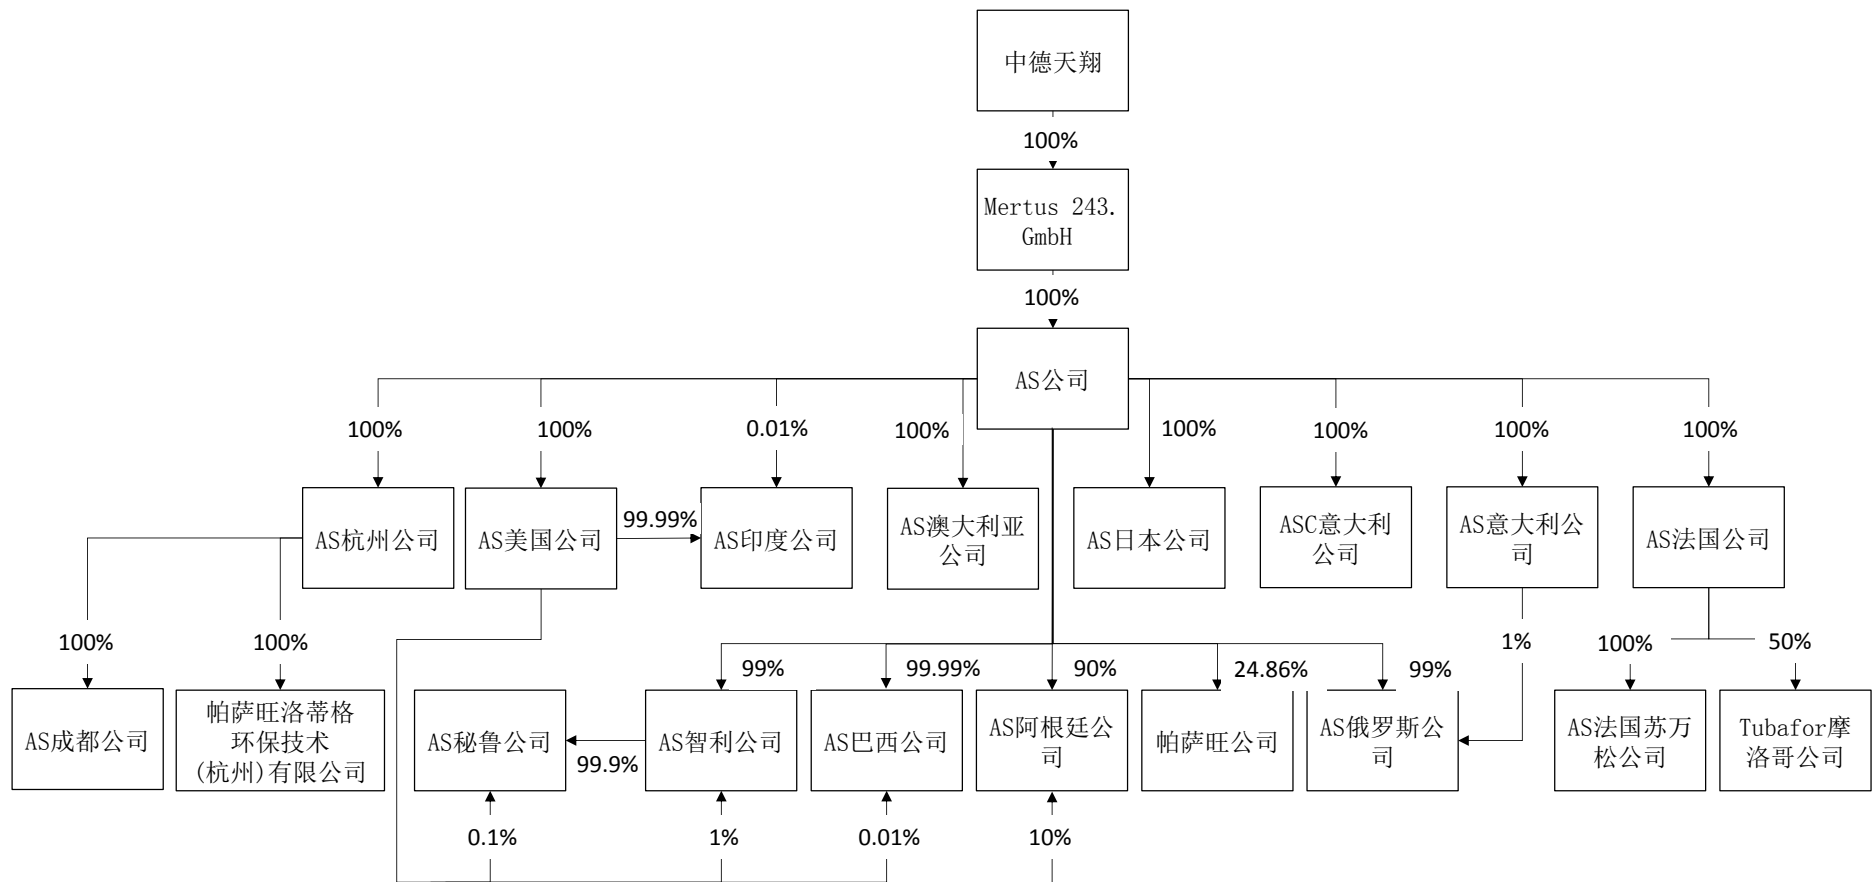 中德天翔
100%
Mertus 243.
GmbH
100%
AS公司
100%
100%
0.01%
100%
100%
100%
100%
100%
AS杭州公司
AS美国公司
99.99%
AS印度公司
AS澳大利亚
公司
AS日本公司
ASC意大利
公司
AS意大利公
司
AS法国公司
100%
100%
99%
99.99%
90%
24.86%
99%
1%
100%
50%
AS成都公司
帕萨旺洛蒂格
环保技术
(杭州)有限公司
AS秘鲁公司
99.9%
AS智利公司
AS巴西公司
AS阿根廷公
司
帕萨旺公司
AS俄罗斯公
司
AS法国苏万
松公司
Tubafor摩
洛哥公司
0.1%
1%
0.01%
10%